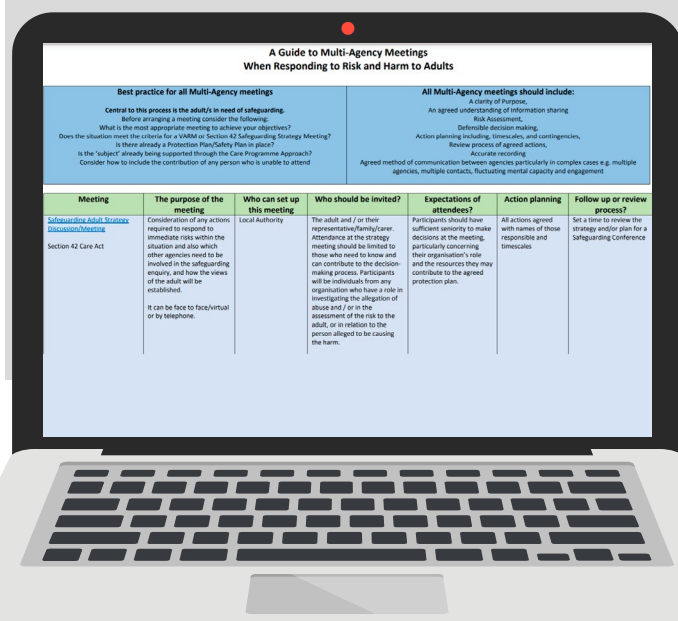 A Guide to Multi-Agency Meetings
When Responding to Risk and Harm to Adults
Best practice for all Multi-Agency meetings
Central to this process is the adult/s in need of safeguarding.
Before arranging a meeting consider the following:
What is the most appropriate meeting to achieve your objectives?
Does the situation meet the criteria for a VARM or Section 42 Safeguarding Strategy Meeting?
Is there already a Protection Plan/Safety Plan in place?
Is the 'subject' already being supported through the Care Programme Approach?
Consider how to include the contribution of any person who is unable to attend
All Multi-Agency meetings should include:
A clarity of Purpose,
An agreed understanding of Information sharing
Risk Assessment,
Defensible decision making,
Action planning including, timescales, and contingencies,
Review process of agreed actions,
Accurate recording
Agreed method of communication between agencies particularly in complex cases e.g. multiple
agencies, multiple contacts, fluctuating mental capacity and engagement
Meeting
The purpose of the
meeting
Who can set up
this meeting
Who should be invited?
Expectations of
attendees?
Action planning
Follow up or review
process?
Safeguarding Adult Strategy
Discussion/Meeting
Section 42 Care Act
Consideration of any actions
required to respond to
immediate risks within the
situation and also which
other agencies need to be
involved in the safeguarding
enquiry, and how the views
of the adult will be
established.
It can be face to face/virtual
or by telephone.
Local Authority
The adult and / or their
representative/family/carer.
Attendance at the strategy
meeting should be limited to
those who need to know and
can contribute to the decision-
making process. Participants
will be individuals from any
organisation who have a role in
investigating the allegation of
abuse and / or in the
assessment of the risk to the
adult, or in relation to the
person alleged to be causing
the harm.
Participants should have
sufficient seniority to make
decisions at the meeting,
particularly concerning
their organisation's role
and the resources they may
contribute to the agreed
protection plan.
All actions agreed
with names of those
responsible and
timescales
Set a time to review the
strategy and/or plan for a
Safeguarding Conference